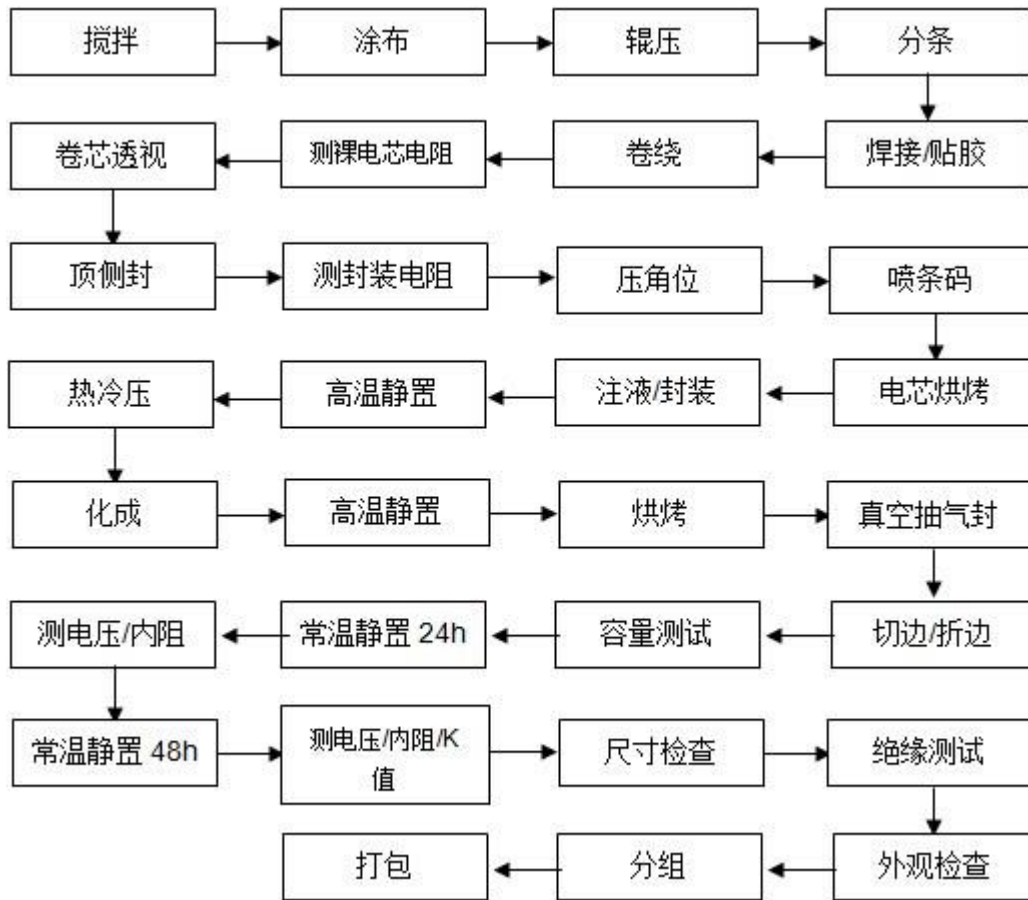 搅拌
涂布
辊压
分条
卷芯透视
测裸电芯电阻
卷绕
焊接/贴胶
顶侧封
测封装电阻
压角位
喷条码
热冷压
高温静置
注液/封装
电芯烘烤
化成
高温静置
烘烤
真空抽气封
测电压/内阻
常温静置 24h
容量测试
切边/折边
常温静置 48h
测电压/内阻/K
值
尺寸检查
绝缘测试
打包
分组
外观检查